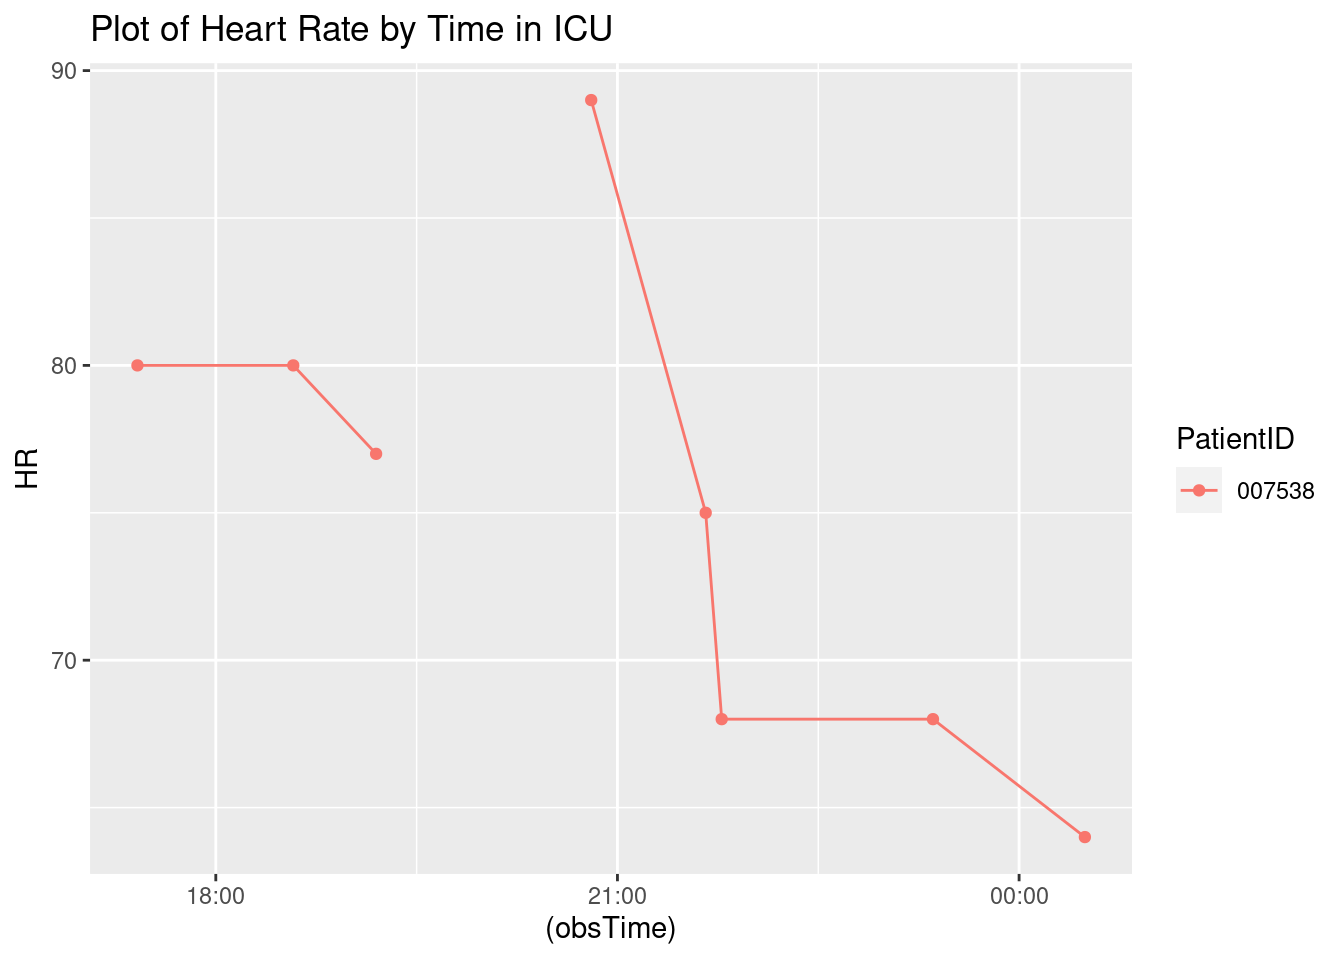 Plot of Heart Rate by Time in ICU
90
80
70
HR
18:00 21:00 00:00
(obsTime)
PatientID
007538